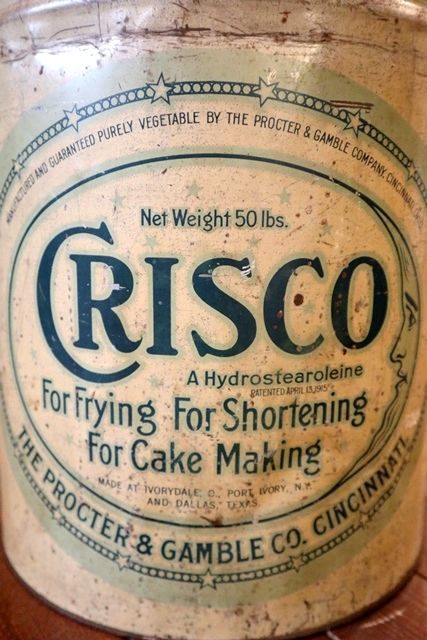 MANUFACTURED AND GUARANTEED PURELY VEGETABLE BY THE PROCTER & GAMBLE COMPANY, CINCINNATI,
Net Weight 50 lbs.
CRISCO
A Hydrostearoleine
PATENTED APRIL 13, 1915
For Frying For Shortening
For Cake Making
MADE AT IVORYDALE, O., PORT IVORY, N.Y.
AND DALLAS, TEXAS
THE PROCTER & GAMBLE CO. CINCINNATI